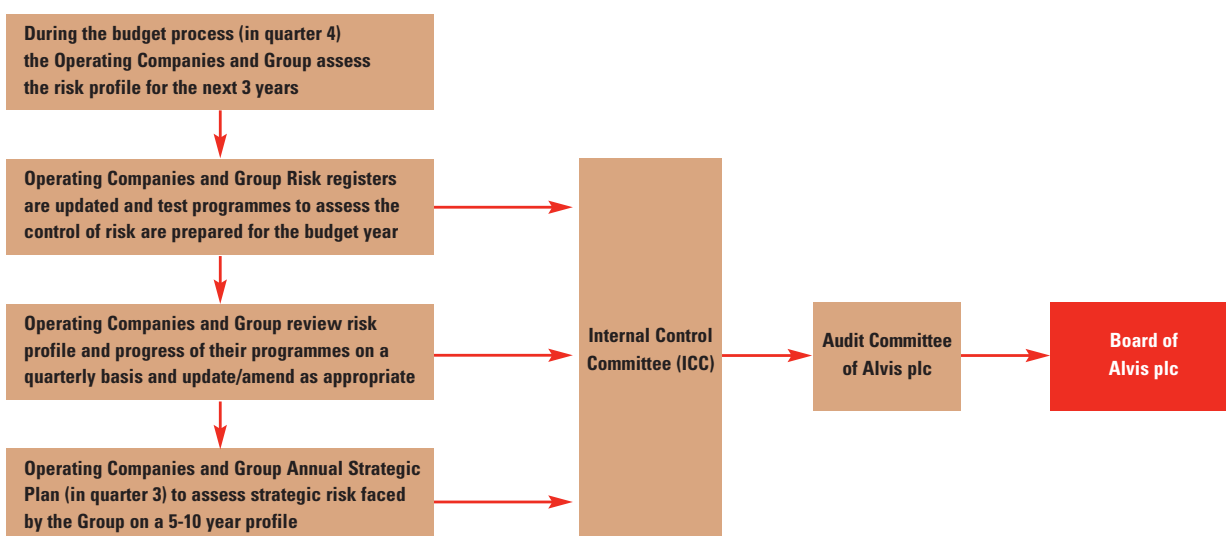 During the budget process (in quarter 4)
the Operating Companies and Group assess
the risk profile for the next 3 years
Operating Companies and Group Risk registers
are updated and test programmes to assess the
control of risk are prepared for the budget year
Operating Companies and Group review risk
profile and progress of their programmes on a
quarterly basis and update/amend as appropriate
Operating Companies and Group Annual Strategic
Plan (in quarter 3) to assess strategic risk faced
by the Group on a 5-10 year profile
Internal Control
Committee (ICC)
Audit Committee
of Alvis plc
Board of
Alvis plc